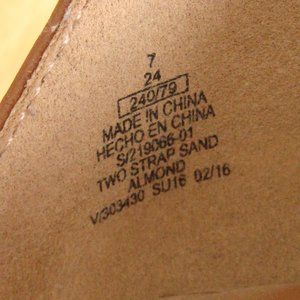 7
24
240/79
MADE IN CHINA
HECHO EN CHINA
S/219066-01
TWO STRAP SAND
ALMOND
V/303430 SU16 02/16